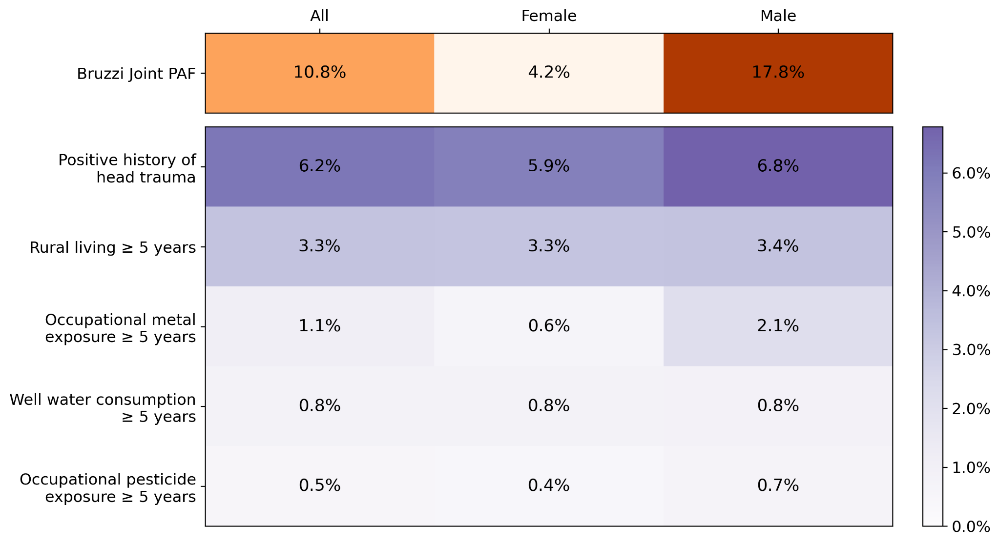 All Female Male
Bruzzi Joint PAF 10.8% 4.2% 17.8%
Positive history of
head trauma
6.2% 5.9% 6.8%
Rural living ≥ 5 years 3.3% 3.3% 3.4%
Occupational metal
exposure ≥ 5 years
1.1% 0.6% 2.1%
Well water consumption
≥ 5 years
0.8% 0.8% 0.8%
Occupational pesticide
exposure ≥ 5 years
0.5% 0.4% 0.7%
6.0%
5.0%
4.0%
3.0%
2.0%
1.0%
0.0%